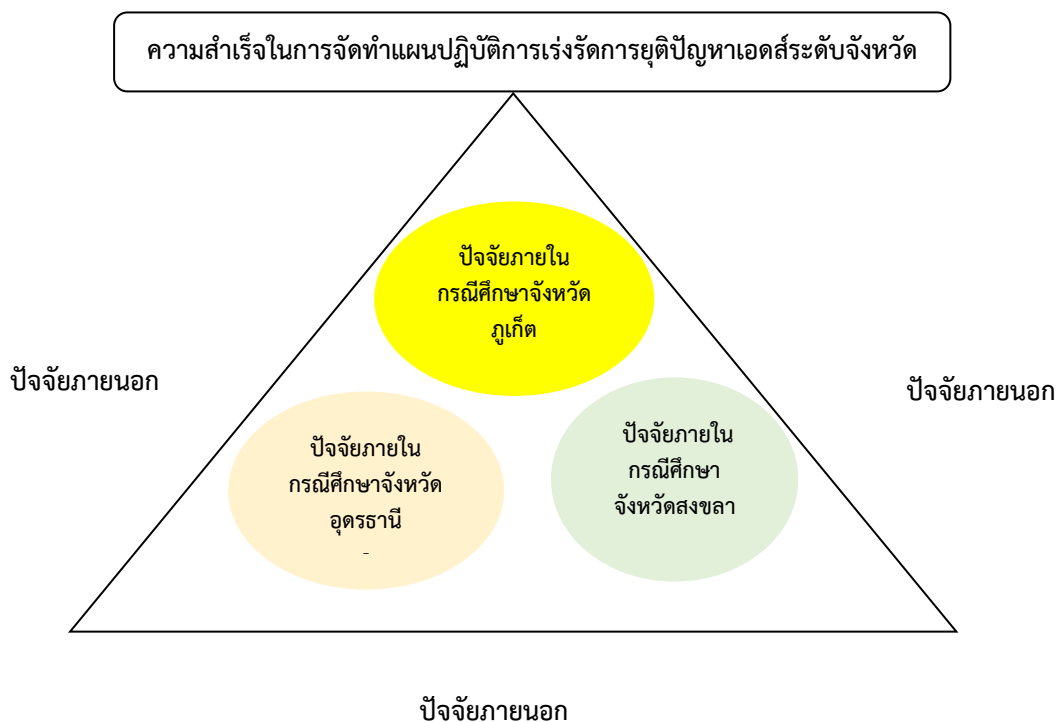 ความสำเร็จในการจัดทำแผนปฏิบัติการเร่งรัดการยุติปัญหาเอดส์ระดับจังหวัด
ปัจจัยภายใน
กรณีศึกษาจังหวัด
ภูเก็ต
ปัจจัยภายนอก
ปัจจัยภายนอก
ปัจจัยภายใน
กรณีศึกษาจังหวัด
อุดรธานี
-
ปัจจัยภายใน
กรณีศึกษา
จังหวัดสงขลา
ปัจจัยภายนอก